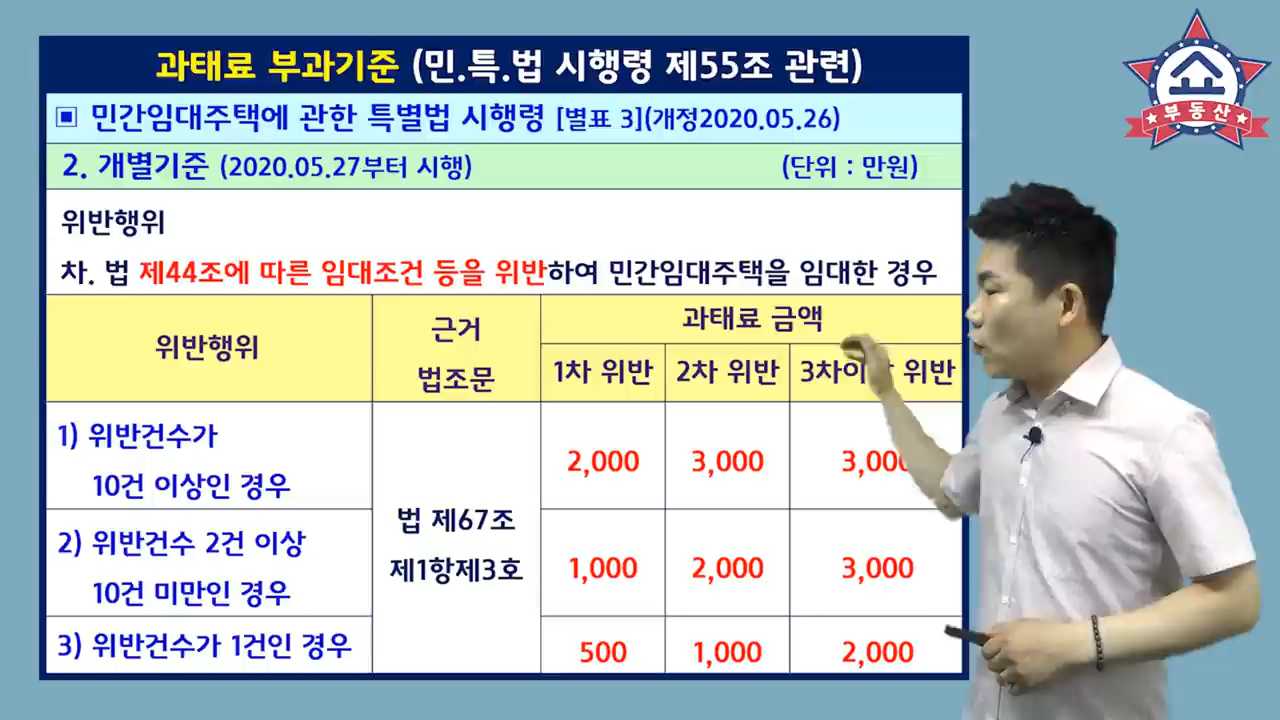 과태료 부과기준 (민.특.법 시행령 제55조 관련)
부동산
▣ 민간임대주택에 관한 특별법 시행령 [별표 3](개정2020.05.26)
2. 개별기준 (2020.05.27부터 시행) (단위 : 만원)
위반행위
차. 법 제44조에 따른 임대조건 등을 위반하여 민간임대주택을 임대한 경우
위반행위
근거
법조문
과태료 금액
1차 위반 2차 위반 위반
1) 위반건수가
10건 이상인 경우
2,000 3,000
2) 위반건수 2건 이상
10건 미만인 경우
1,000 2,000 3,000
3) 위반건수가 1건인 경우
500 1,000 2,000
법 제67조
제1항제3호